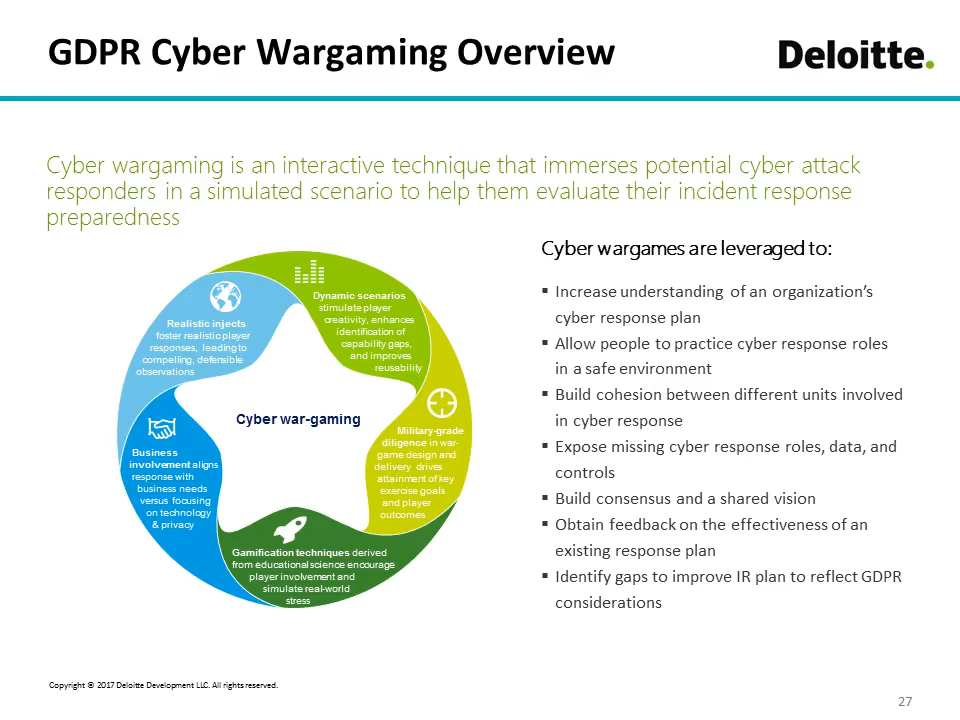 GDPR Cyber Wargaming Overview
Deloitte.
Cyber wargaming is an interactive technique that immerses potential cyber attack
responders in a simulated scenario to help them evaluate their incident response
preparedness
Dynamic scenarios
stimulate player
creativity, enhances
identification of
capability gaps,
and improves
reusability
Realistic injects
foster realistic player
responses, leading to
compelling, defensible
observations
Cyber war-gaming
Military-grade
diligence in war-
game design and
delivery drives
attainment of key
exercise goals
and player
outcomes
Business
involvement aligns
response with
business needs
versus focusing
on technology
& privacy
Gamification techniques derived
from educational science encourage
player involvement and
simulate real-world
stress
Cyber wargames are leveraged to:
▪ Increase understanding of an organization's
cyber response plan
▪ Allow people to practice cyber response roles
in a safe environment
▪ Build cohesion between different units involved
in cyber response
▪ Expose missing cyber response roles, data, and
controls
▪ Build consensus and a shared vision
▪ Obtain feedback on the effectiveness of an
existing response plan
▪ Identify gaps to improve IR plan to reflect GDPR
considerations
Copyright © 2017 Deloitte Development LLC. All rights reserved.
27